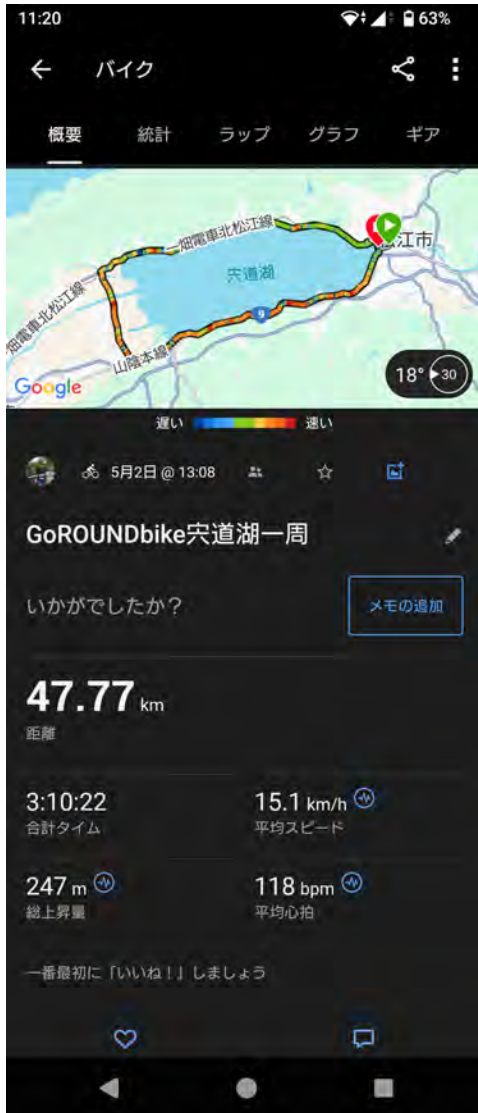 11:20
63%
バイク
概要
統計
ラップ
グラフ
ギア
一畑電車北松江線
松江市
宍道湖
一畑電車北松江線
9
山陰本線
Google
18°
30
遅い
速い
5月2日 @ 13:08
GoROUNDbike宍道湖一周
いかがでしたか？
メモの追加
47.77 km
距離
3:10:22
15.1 km/h
合計タイム
平均スピード
247 m
118 bpm
総上昇量
平均心拍
一番最初に「いいね！」しましょう